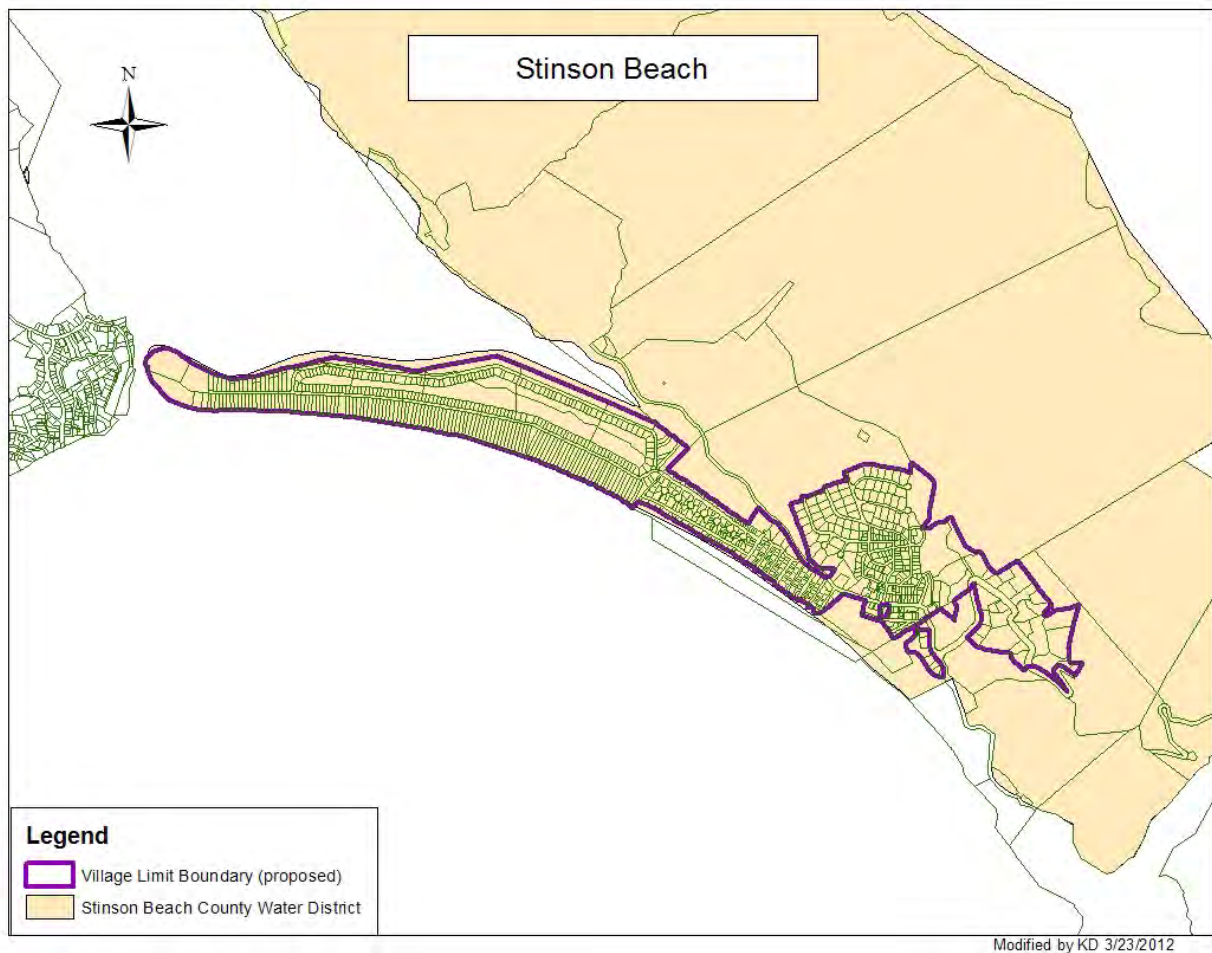 Stinson Beach
N
Legend
Village Limit Boundary (proposed)
Stinson Beach County Water District
Modified by KD 3/23/2012